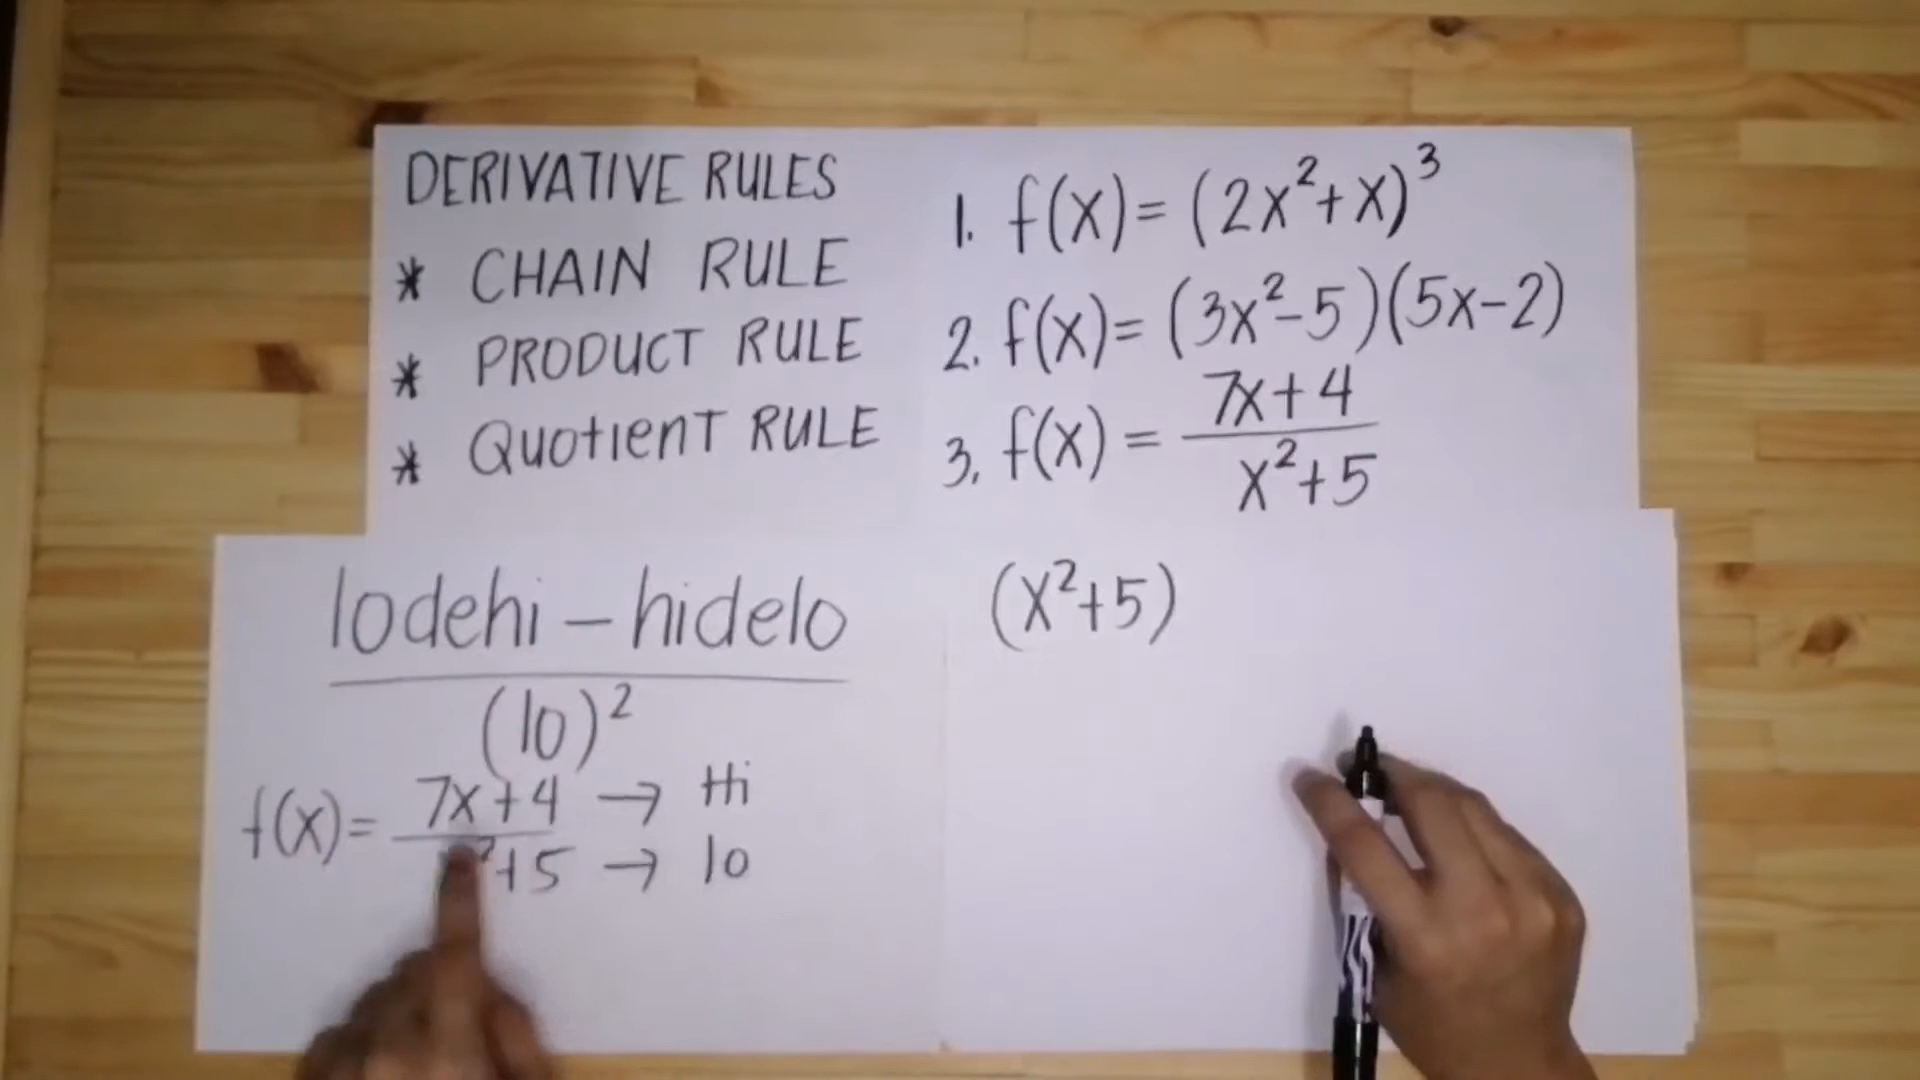 DERIVATIVE RULES
* CHAIN RULE
* PRODUCT RULE
* QUOTIENT RULE
1. f(x)= (2x²+x)³
2. f(x)= (3x²-5)(5x-2)
3. f(x) = 7x+4
x²+5
lodehi - hidelo
(lo)²
f(x)= 7x+4 → Hi
²+5 → lo
(x²+5)